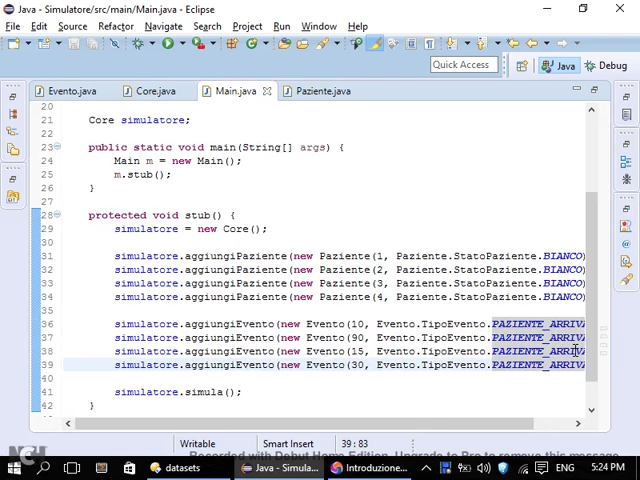 Java - Simulatore/src/main/Main.java - Eclipse
File Edit Source Refactor Navigate Search Project Run Window Help
Quick Access Java Debug
Evento.java Core.java Main.java Paziente.java
20
21 Core simulatore;
22
23 public static void main(String[] args) {
24 Main m = new Main();
25 m.stub();
26 }
27
28 protected void stub() {
29 simulatore = new Core();
30
31 simulatore.aggiungiPaziente(new Paziente(1, Paziente.StatoPaziente.BIANCO)
32 simulatore.aggiungiPaziente(new Paziente(2, Paziente.StatoPaziente.BIANCO)
33 simulatore.aggiungiPaziente(new Paziente(3, Paziente.StatoPaziente.BIANCO)
34 simulatore.aggiungiPaziente(new Paziente(4, Paziente.StatoPaziente.BIANCO)
35
36 simulatore.aggiungiEvento(new Evento(10, Evento.TipoEvento.PAZIENTE_ARRIVA
37 simulatore.aggiungiEvento(new Evento(90, Evento.TipoEvento.PAZIENTE_ARRIVA
38 simulatore.aggiungiEvento(new Evento(15, Evento.TipoEvento.PAZIENTE_ARRIVA
39 simulatore.aggiungiEvento(new Evento(30, Evento.TipoEvento.PAZIENTE_ARRIVA
40
41 simulatore.simula();
42 }
Writable Smart Insert 39 : 83
NCH Recorded with Debut Home Edition. Upgrade to Pro to remove this message
datasets Java - Simula... Introduzione... ENG 5:24 PM